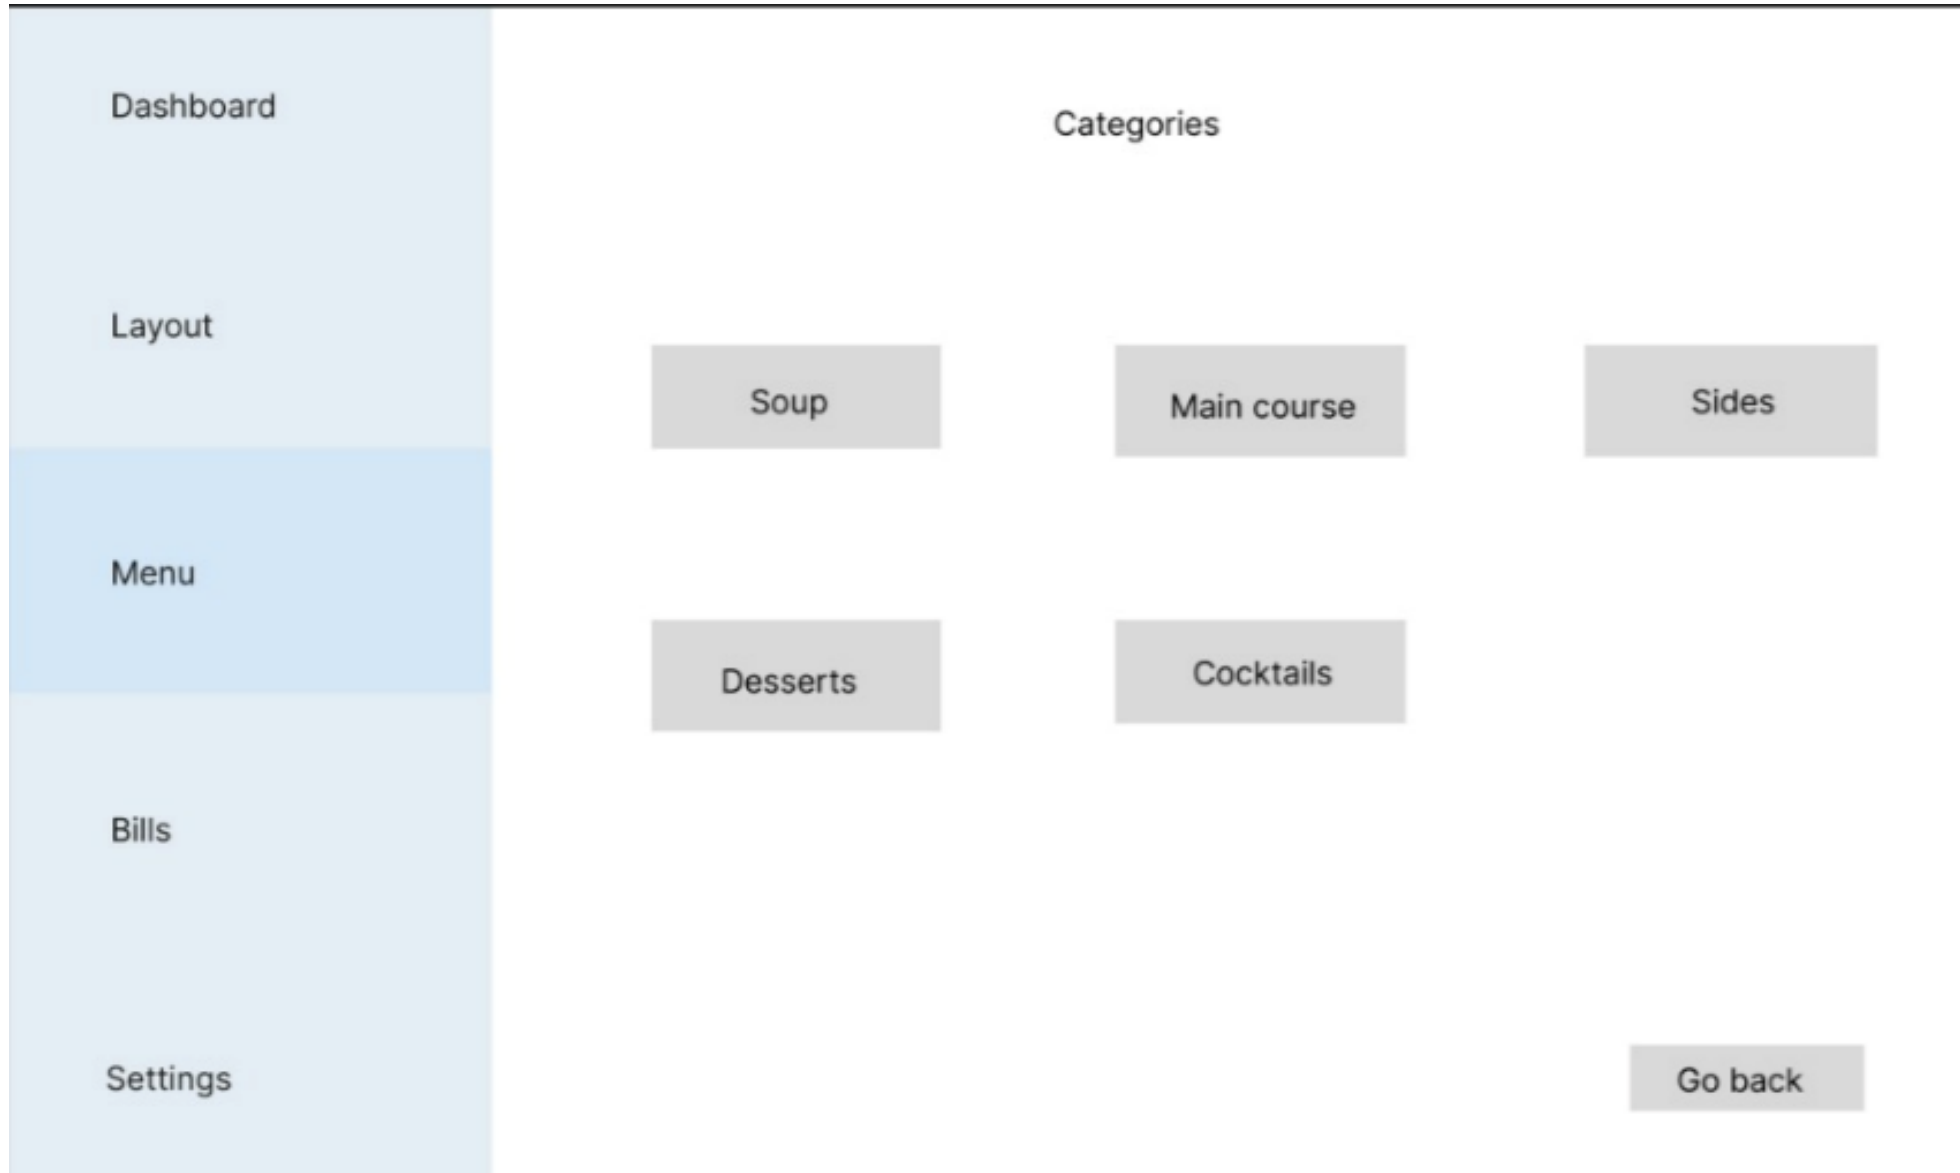 Dashboard
Layout
Menu
Bills
Settings
Categories
Soup
Main course
Sides
Desserts
Cocktails
Go back